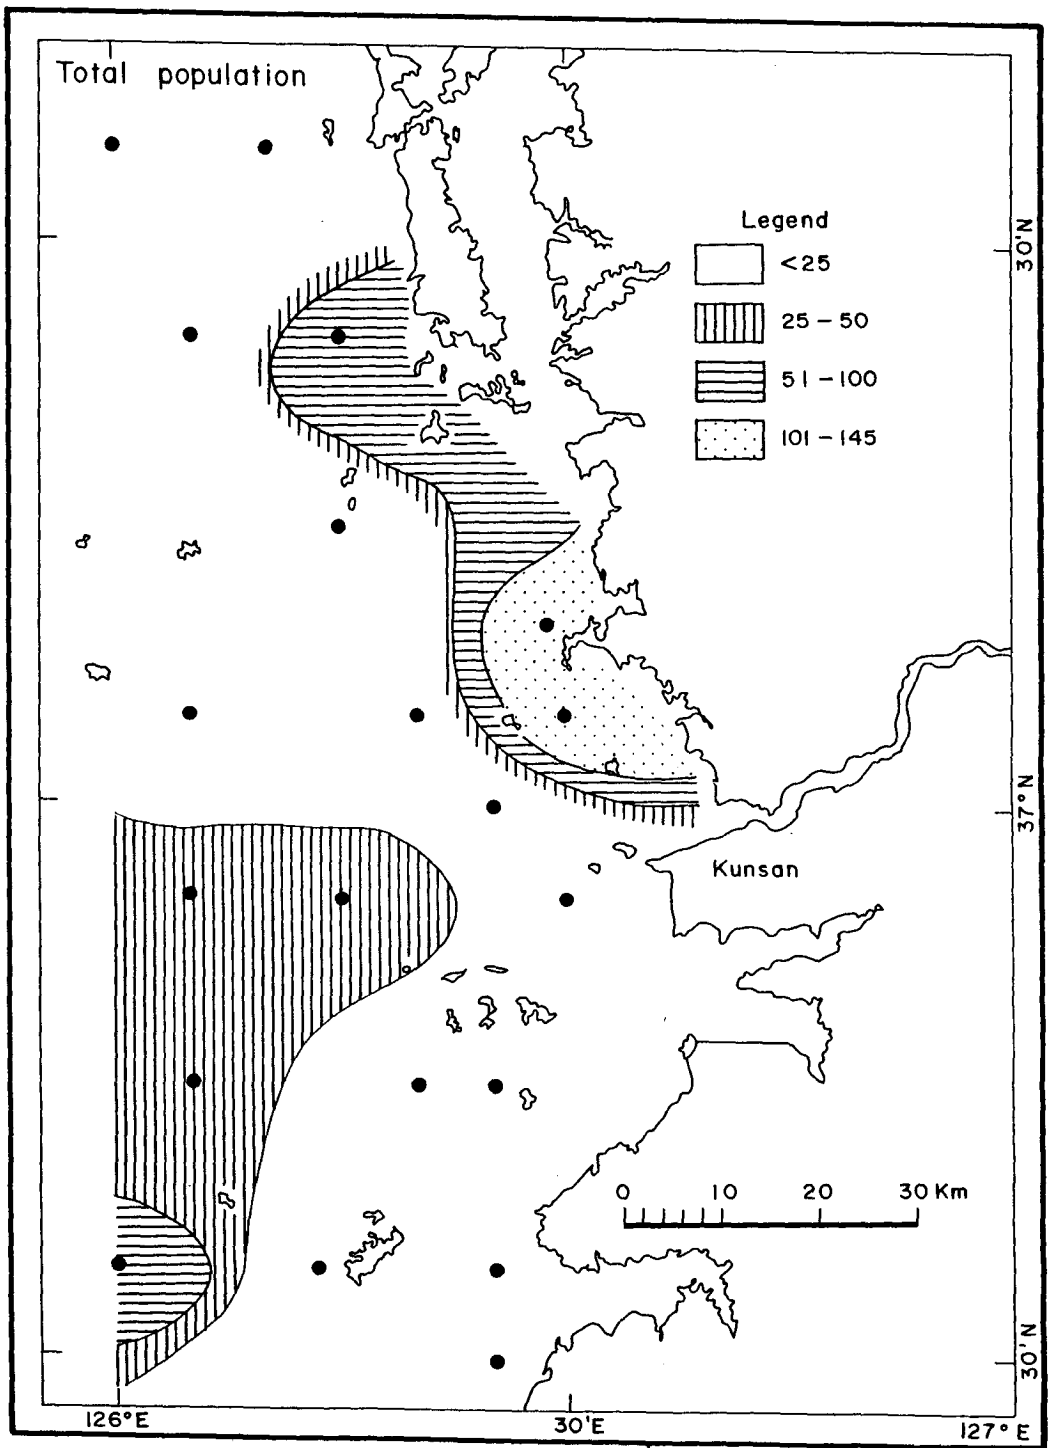 Total population
Legend
<25
25 – 50
51 – 100
101 – 145
30'N
37°N
Kunsan
0 10 20 30 Km
30'N
126°E 30'E 127°E